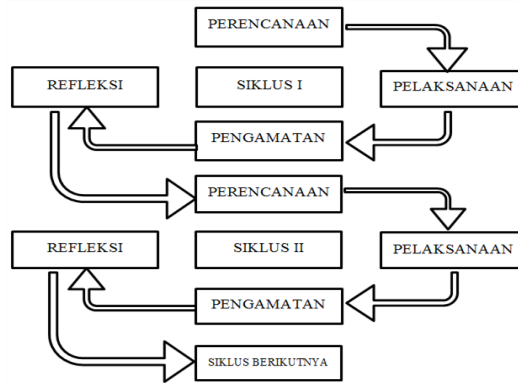 PERENCANAAN
REFLEKSI
SIKLUS I
PELAKSANAAN
PENGAMATAN
PERENCANAAN
REFLEKSI
SIKLUS II
PELAKSANAAN
PENGAMATAN
SIKLUS BERIKUTNYA